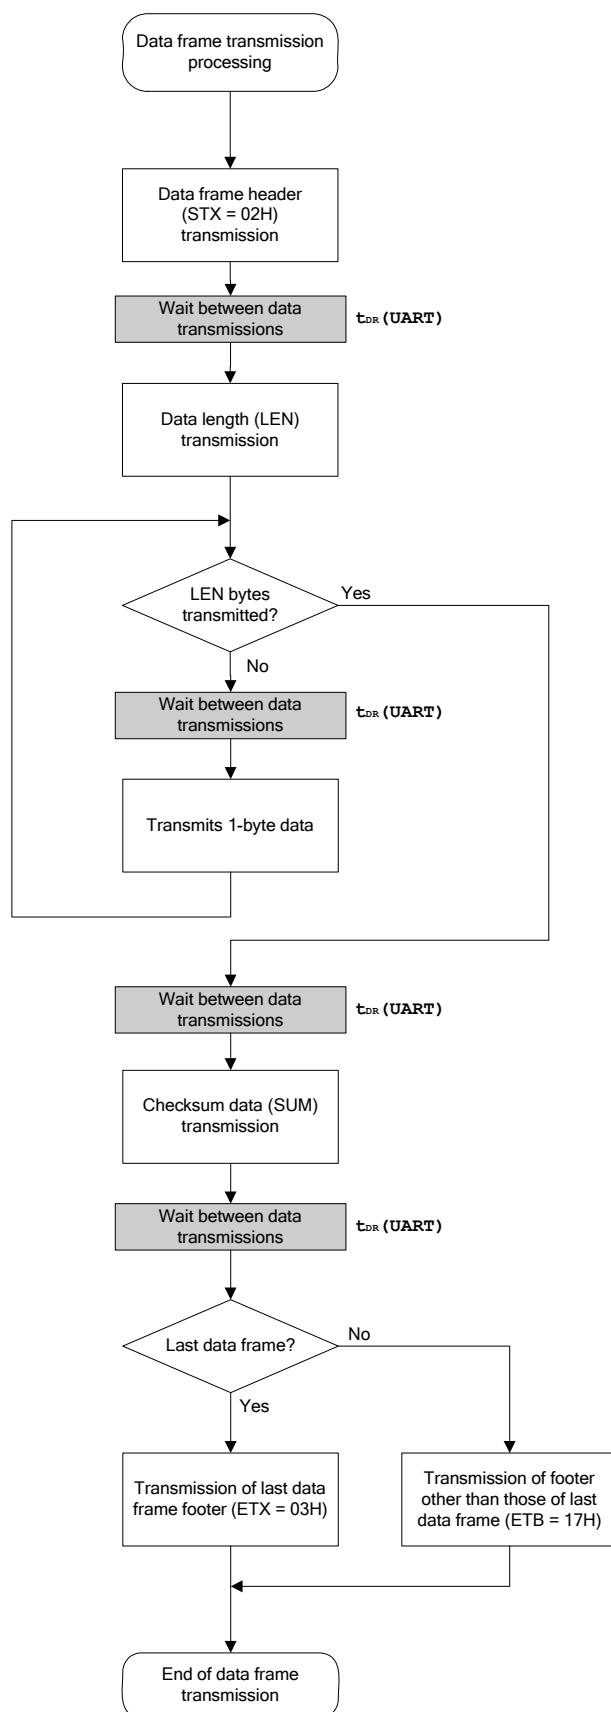 Data frame transmission
processing
Data frame header
(STX = 02H)
transmission
Wait between data
transmissions
tDR(UART)
Data length (LEN)
transmission
LEN bytes
transmitted?
Yes
No
Wait between data
transmissions
tDR(UART)
Transmits 1-byte data
Wait between data
transmissions
tDR(UART)
Checksum data (SUM)
transmission
Wait between data
transmissions
tDR(UART)
Last data frame?
No
Yes
Transmission of last data
frame footer (ETX = 03H)
Transmission of footer
other than those of last
data frame (ETB = 17H)
End of data frame
transmission